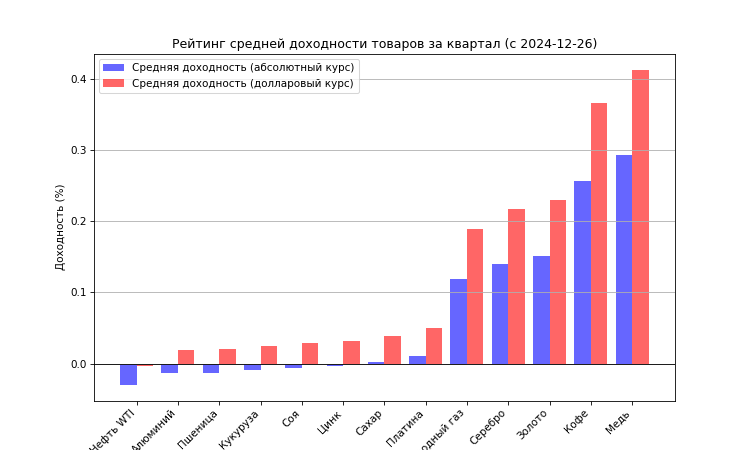 Рейтинг средней доходности товаров за квартал (с 2024-12-26)
Средняя доходность (абсолютный курс)
Средняя доходность (долларовый курс)
Доходность (%)
0.4
0.3
0.2
0.1
0.0
Нефть WTI
Алюминий
Пшеница
Кукуруза
Соя
Цинк
Сахар
Платина
газ
Серебро
Золото
Кофе
Медь